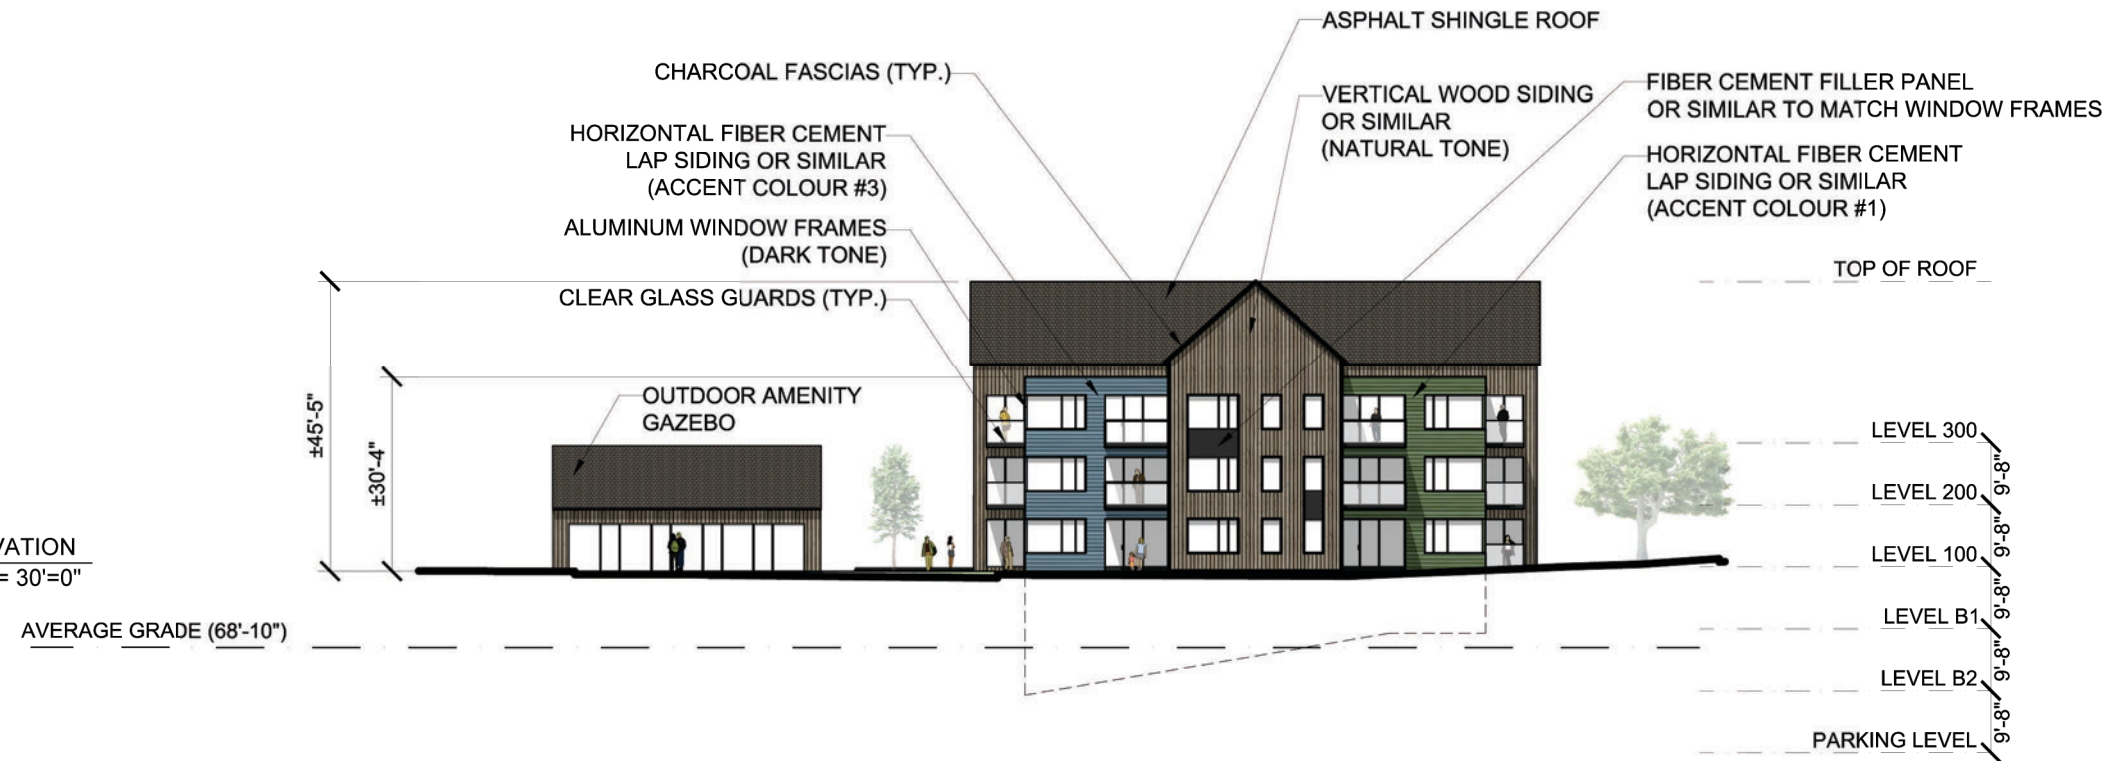 ASPHALT SHINGLE ROOF
CHARCOAL FASCIAS (TYP.)
VERTICAL WOOD SIDING
OR SIMILAR
(NATURAL TONE)
FIBER CEMENT FILLER PANEL
OR SIMILAR TO MATCH WINDOW FRAMES
HORIZONTAL FIBER CEMENT
LAP SIDING OR SIMILAR
(ACCENT COLOUR #3)
HORIZONTAL FIBER CEMENT
LAP SIDING OR SIMILAR
(ACCENT COLOUR #1)
ALUMINUM WINDOW FRAMES
(DARK TONE)
CLEAR GLASS GUARDS (TYP.)
TOP OF ROOF
OUTDOOR AMENITY
GAZEBO
±45'-5"
±30'-4"
LEVEL 300
9'-8"
LEVEL 200
9'-8"
LEVEL 100
9'-8"
LEVEL B1
9'-8"
LEVEL B2
9'-8"
PARKING LEVEL
VATION
= 30'=0"
AVERAGE GRADE (68'-10")